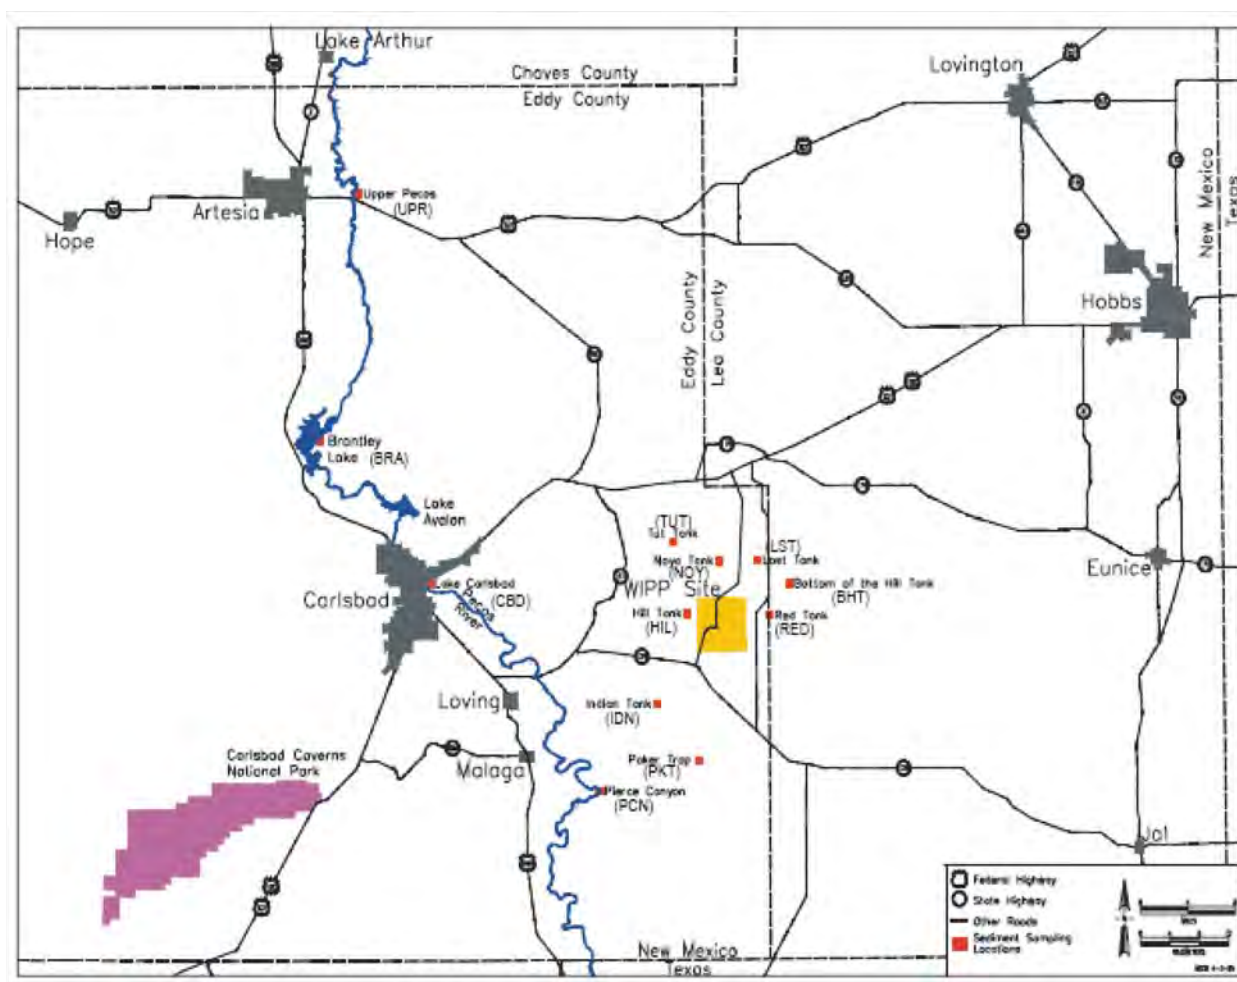 Lake Arthur
Chaves County
Eddy County
Lovington
New Mexico
Texas
Upper Pecos
(UPR)
Artesia
Hope
Hobbs
Eddy County
Lea County
Brantley
Lake (BRA)
Lake
Avalon
(TUT)
Tut Tank
(LST)
Noya Tank
(NOY)
Lost Tank
Eunice
WIPP Site
Bottom of the Hill Tank
(BHT)
Lake Carlsbad
(CBD)
Carlsbad
Pecos
River
Hill Tank
(HIL)
Red Tank
(RED)
Loving
Indian Tank
(IDN)
Carlsbad Caverns
National Park
Malaga
Poker Trap
(PKT)
Pierce Canyon
(PCN)
Jal
Federal Highway
State Highway
Other Roads
Sediment Sampling
Locations
New Mexico
Texas